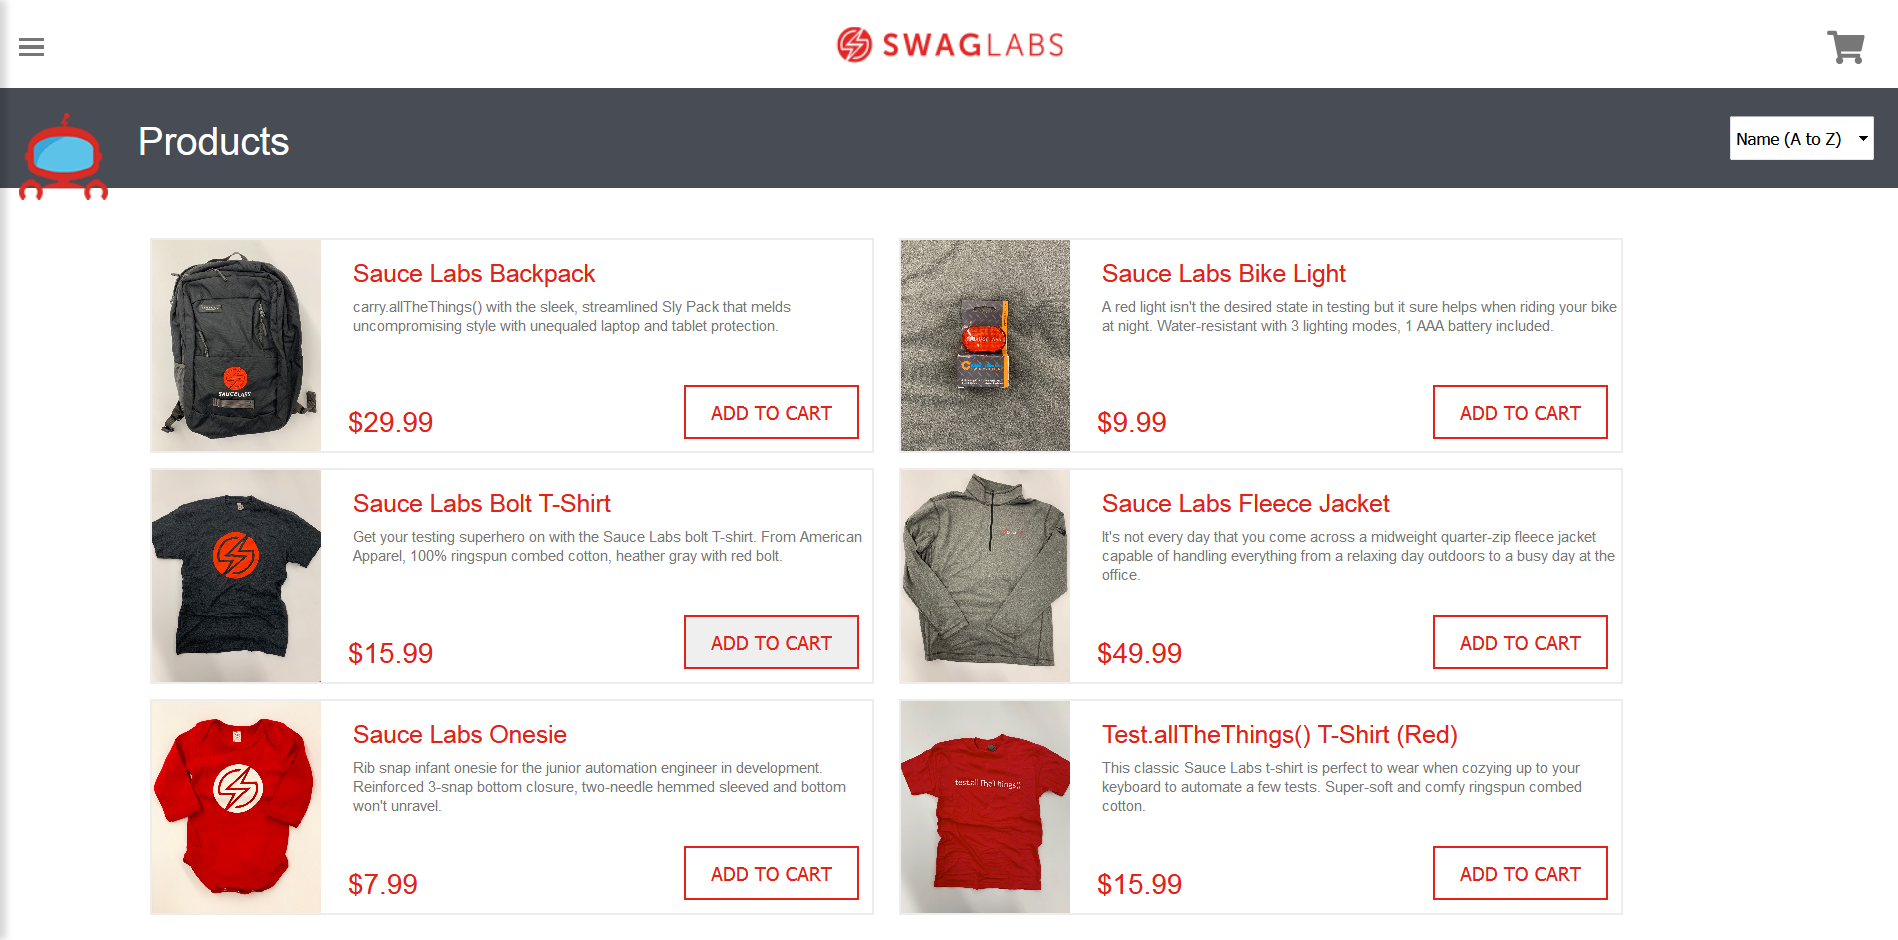 SWAGLABS
Products
Name (A to Z)
Sauce Labs Backpack
carry.allTheThings() with the sleek, streamlined Sly Pack that melds
uncompromising style with unequaled laptop and tablet protection.
$29.99
ADD TO CART
SAUCELABS
Sauce Labs Bike Light
A red light isn't the desired state in testing but it sure helps when riding your bike
at night. Water-resistant with 3 lighting modes, 1 AAA battery included.
$9.99
ADD TO CART
Sauce Labs Bolt T-Shirt
Get your testing superhero on with the Sauce Labs bolt T-shirt. From American
Apparel, 100% ringspun combed cotton, heather gray with red bolt.
$15.99
ADD TO CART
Sauce Labs Fleece Jacket
It's not every day that you come across a midweight quarter-zip fleece jacket
capable of handling everything from a relaxing day outdoors to a busy day at the
office.
$49.99
ADD TO CART
Sauce Labs Onesie
Rib snap infant onesie for the junior automation engineer in development.
Reinforced 3-snap bottom closure, two-needle hemmed sleeved and bottom
won't unravel.
$7.99
ADD TO CART
test.allTheThings()
Test.allTheThings() T-Shirt (Red)
This classic Sauce Labs t-shirt is perfect to wear when cozying up to your
keyboard to automate a few tests. Super-soft and comfy ringspun combed
cotton.
$15.99
ADD TO CART